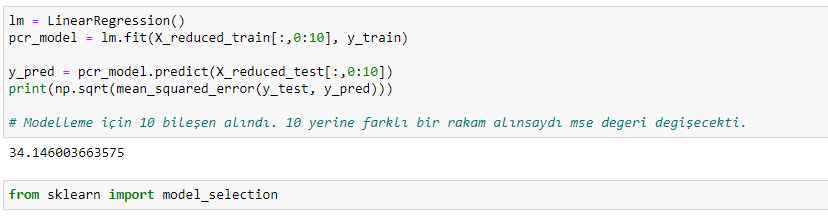 lm = LinearRegression()
pcr_model = lm.fit(X_reduced_train[:,0:10], y_train)
y_pred = pcr_model.predict(X_reduced_test[:,0:10])
print(np.sqrt(mean_squared_error(y_test, y_pred)))
# Modelleme için 10 bileşen alındı. 10 yerine farklı bir rakam alınsaydı mse degeri degişecekti.
34.146003663575
from sklearn import model_selection